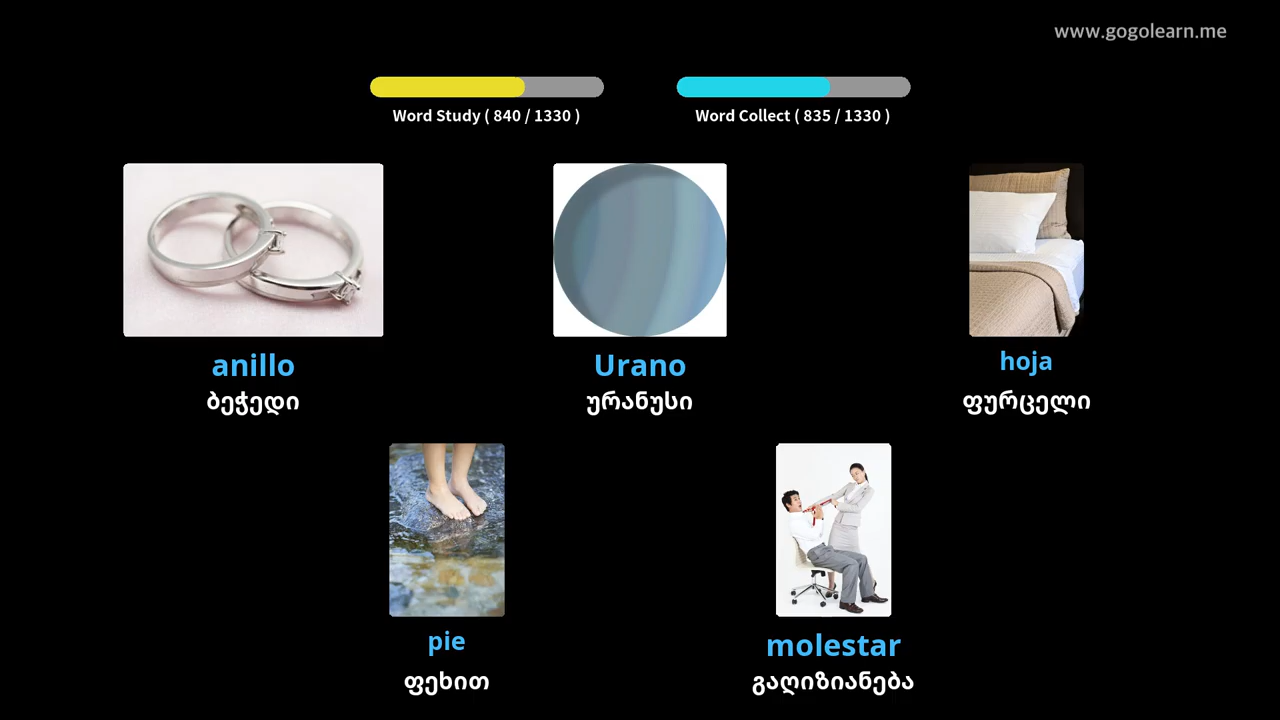 www.gogolearn.me
Word Study ( 840 / 1330 )
Word Collect ( 835 / 1330 )
anillo
ბეჭედი
Urano
ურანუსი
hoja
ფურცელი
pie
ფეხით
molestar
გაღიზიანება